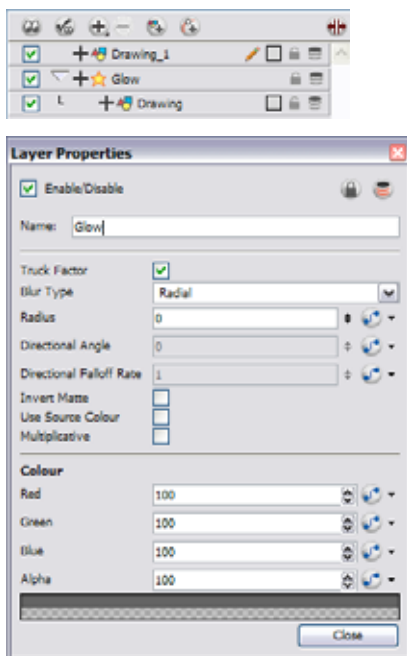 Drawing_1
Glow
Drawing
Layer Properties
Enable/Disable
Name: Glow
Truck Factor
Blur Type Radial
Radius 0
Directional Angle 0
Directional Falloff Rate 1
Invert Matte
Use Source Colour
Multiplicative
Colour
Red 100
Green 100
Blue 100
Alpha 100
Close